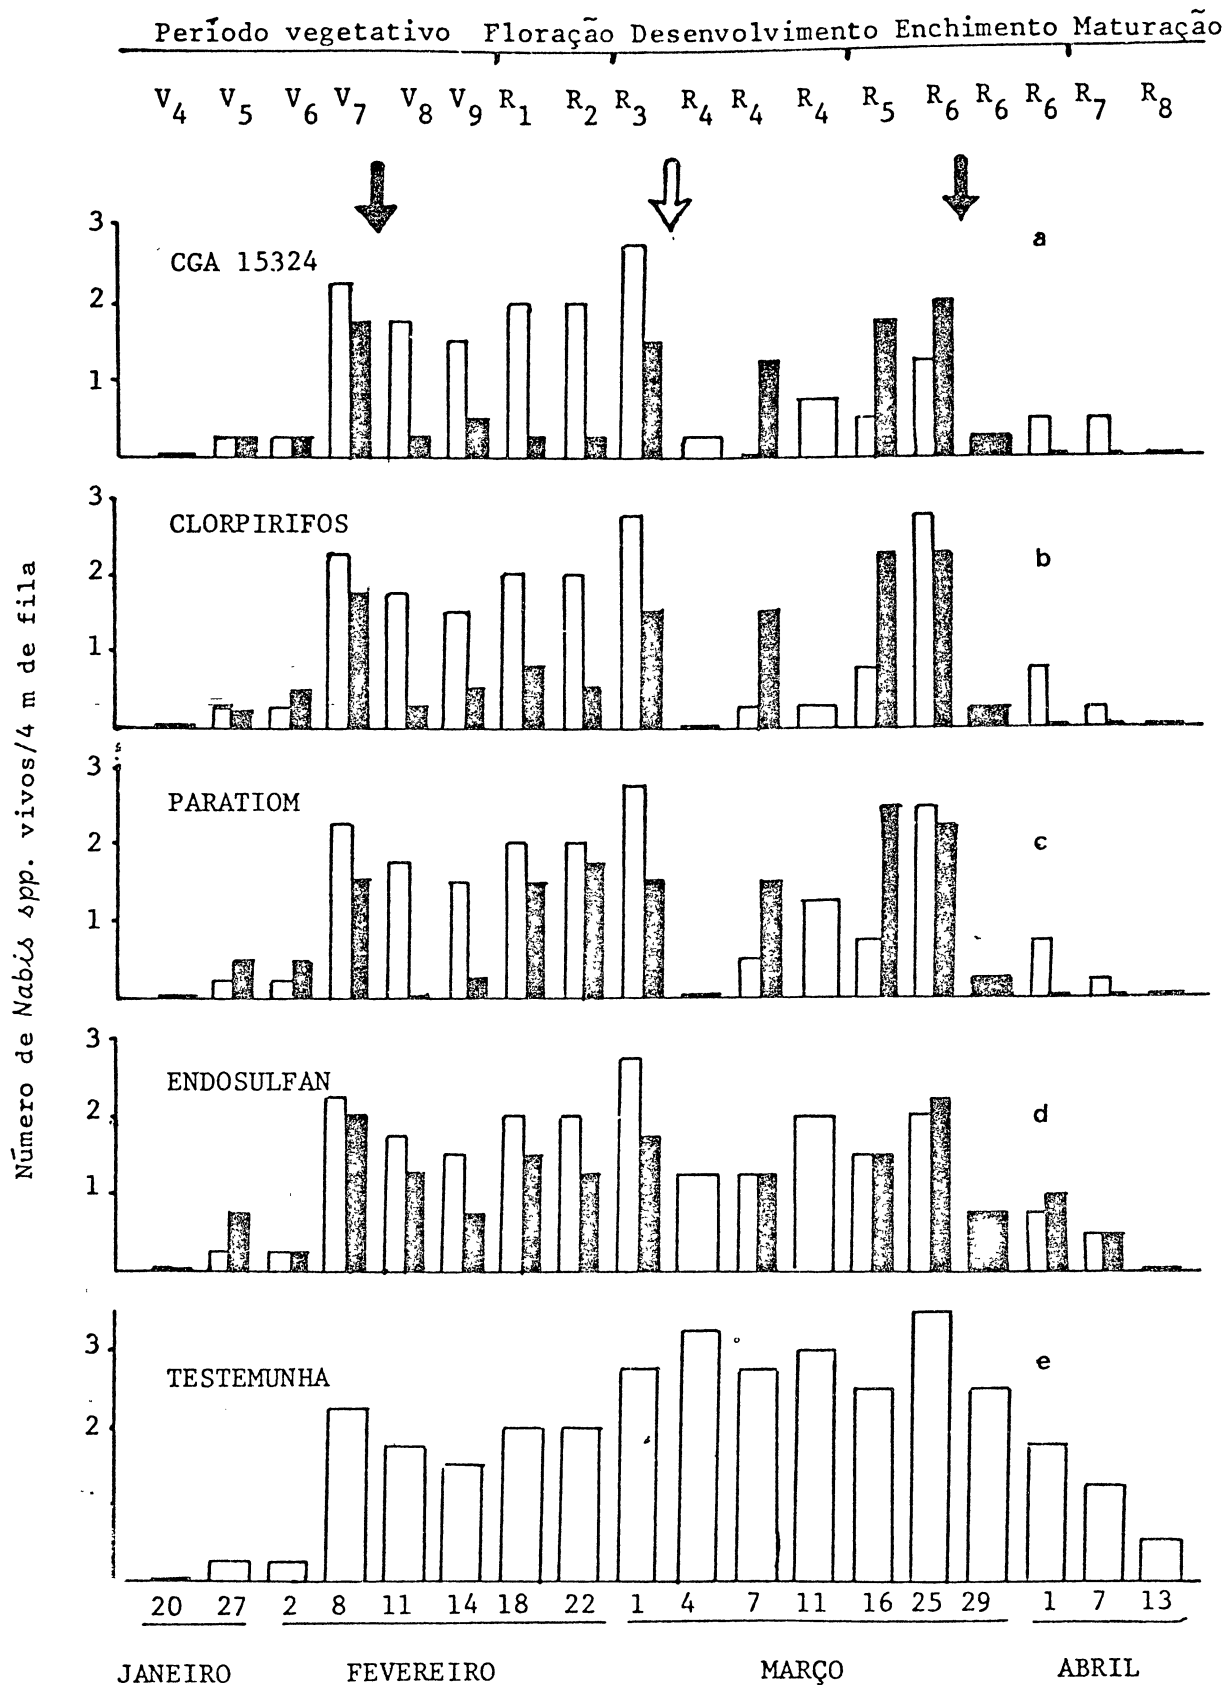 Período vegetativo Floração Desenvolvimento Enchimento Maturação
V4 V5 V6 V7 V8 V9 R1 R2 R3 R4 R4 R4 R5 R6 R6 R6 R7 R8
Número de Nabis spp. vivos/4 m de fila
3
CGA 15324
a
2
1
3
CLORPIRIFOS
b
2
1
3
PARATIOM
c
2
1
3
ENDOSULFAN
d
2
1
3
TESTEMUNHA
e
2
20 27 2 8 11 14 18 22 1 4 7 11 16 25 29 1 7 13
JANEIRO FEVEREIRO MARÇO ABRIL